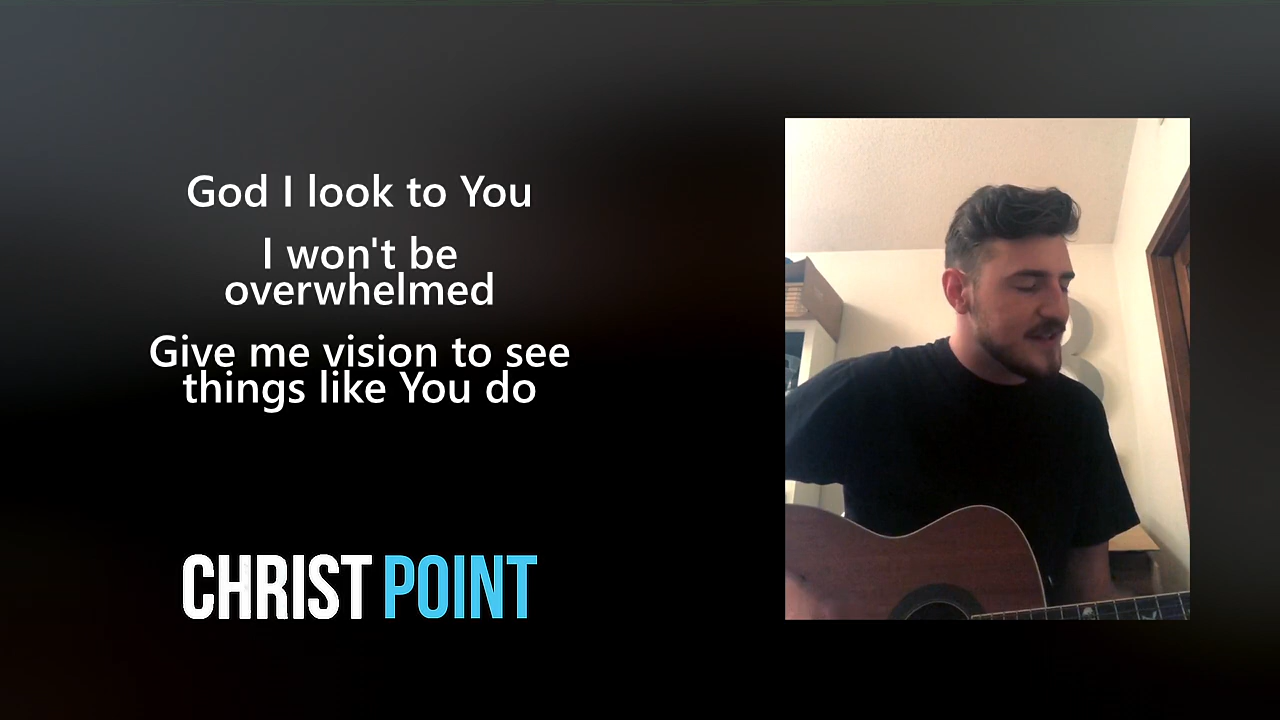 God I look to You
I won't be
overwhelmed
Give me vision to see
things like You do
CHRIST POINT